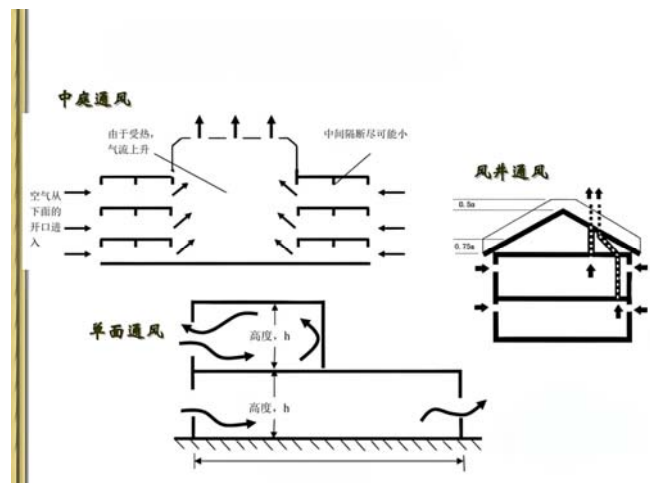 中庭通风
由于受热，
气流上升
中间隔断尽可能小
空气从
下面的
开口进
入
风井通风
0.5m
0.75m
单面通风
高度，h
高度，h